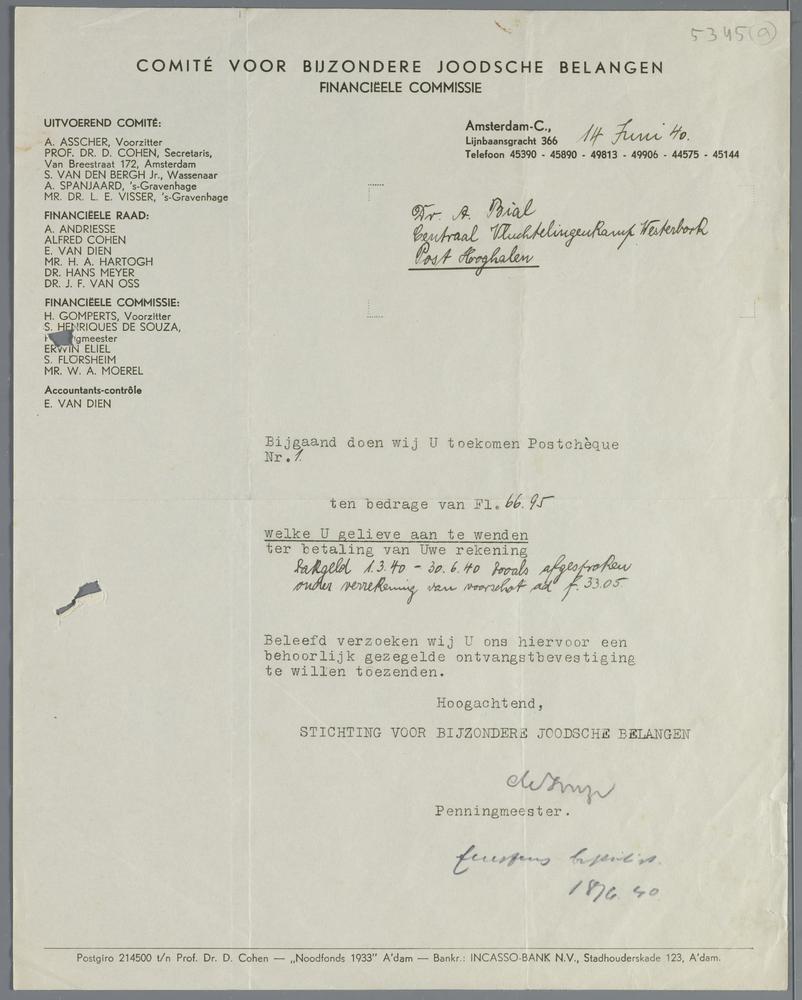 5345(a)
COMITÉ VOOR BIJZONDERE JOODSCHE BELANGEN
FINANCIËELE COMMISSIE
UITVOEREND COMITÉ:
A. ASSCHER, Voorzitter
PROF. DR. D. COHEN, Secretaris,
Van Breestraat 172, Amsterdam
S. VAN DEN BERGH Jr., Wassenaar
A. SPANJAARD, 's-Gravenhage
MR. DR. L. E. VISSER, 's-Gravenhage
FINANCIËELE RAAD:
A. ANDRIESSE
ALFRED COHEN
E. VAN DIEN
MR. H. A. HARTOGH
DR. HANS MEYER
DR. J. F. VAN OSS
FINANCIËELE COMMISSIE:
H. GOMPERTS, Voorzitter
S. HENRIQUES DE SOUZA,
gmeester
ERWIN ELIEL
S. FLÖRSHEIM
MR. W. A. MOEREL
Accountants-contrôle
E. VAN DIEN
Amsterdam-C., 14 Juni 40.
Lijnbaansgracht 366
Telefoon 45390 - 45890 - 49813 - 49906 - 44575 - 45144
Dr. A. Bial
Centraal Vluchtelingenkamp Westerbork
Post Hooghalen
Bijgaand doen wij U toekomen Postchèque
Nr. 1
ten bedrage van Fl. 66.95
welke U gelieve aan te wenden
ter betaling van Uwe rekening
Zakgeld 1.3.40 - 30.6.40 zooals afgesproken
onder verrekening van voorschot ad f. 33.05
Beleefd verzoeken wij U ons hiervoor een
behoorlijk gezegelde ontvangstbevestiging
te willen toezenden.
Hoogachtend,
STICHTING VOOR BIJZONDERE JOODSCHE BELANGEN
Penningmeester.
18/6.40
Postgiro 214500 t/n Prof. Dr. D. Cohen — „Noodfonds 1933" A'dam — Bankr.: INCASSO-BANK N.V., Stadhouderskade 123, A'dam.